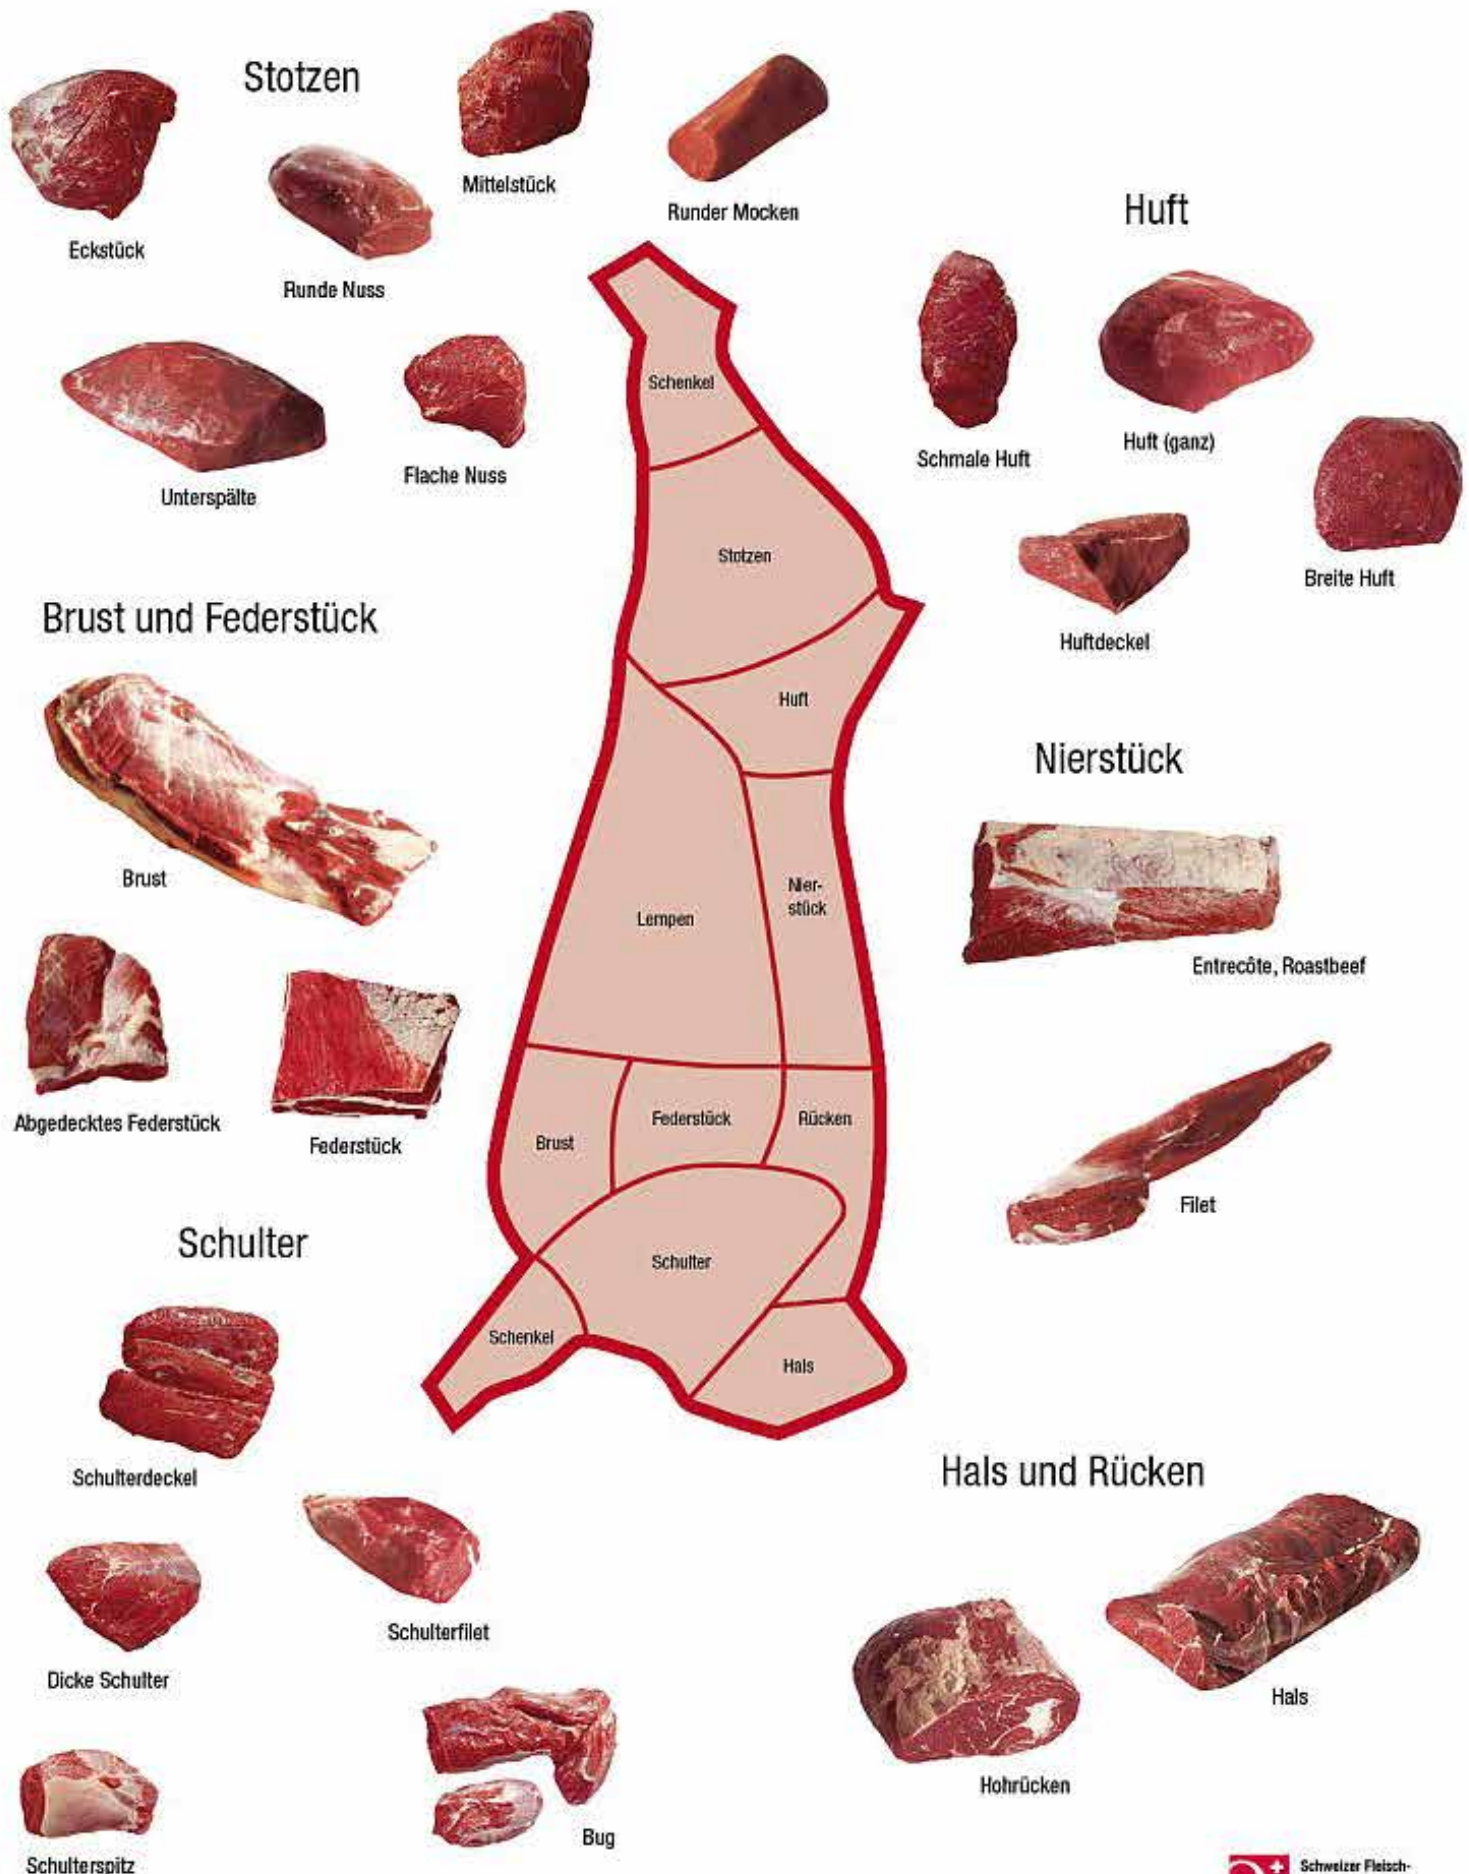 Stotzen
Eckstück
Runde Nuss
Mittelstück
Runder Mocken
Unterspälte
Flache Nuss
Huft
Schmale Huft
Huft (ganz)
Breite Huft
Huftdeckel
Brust und Federstück
Brust
Abgedecktes Federstück
Federstück
Nierstück
Entrecôte, Roastbeef
Filet
Schenkel
Stotzen
Huft
Lempen
Nier-
stück
Brust
Federstück
Rücken
Schulter
Schenkel
Hals
Schulter
Schulterdeckel
Schulterfilet
Dicke Schulter
Bug
Schulterspitz
Hals und Rücken
Hals
Hohrücken
Schweizer Fleisch-